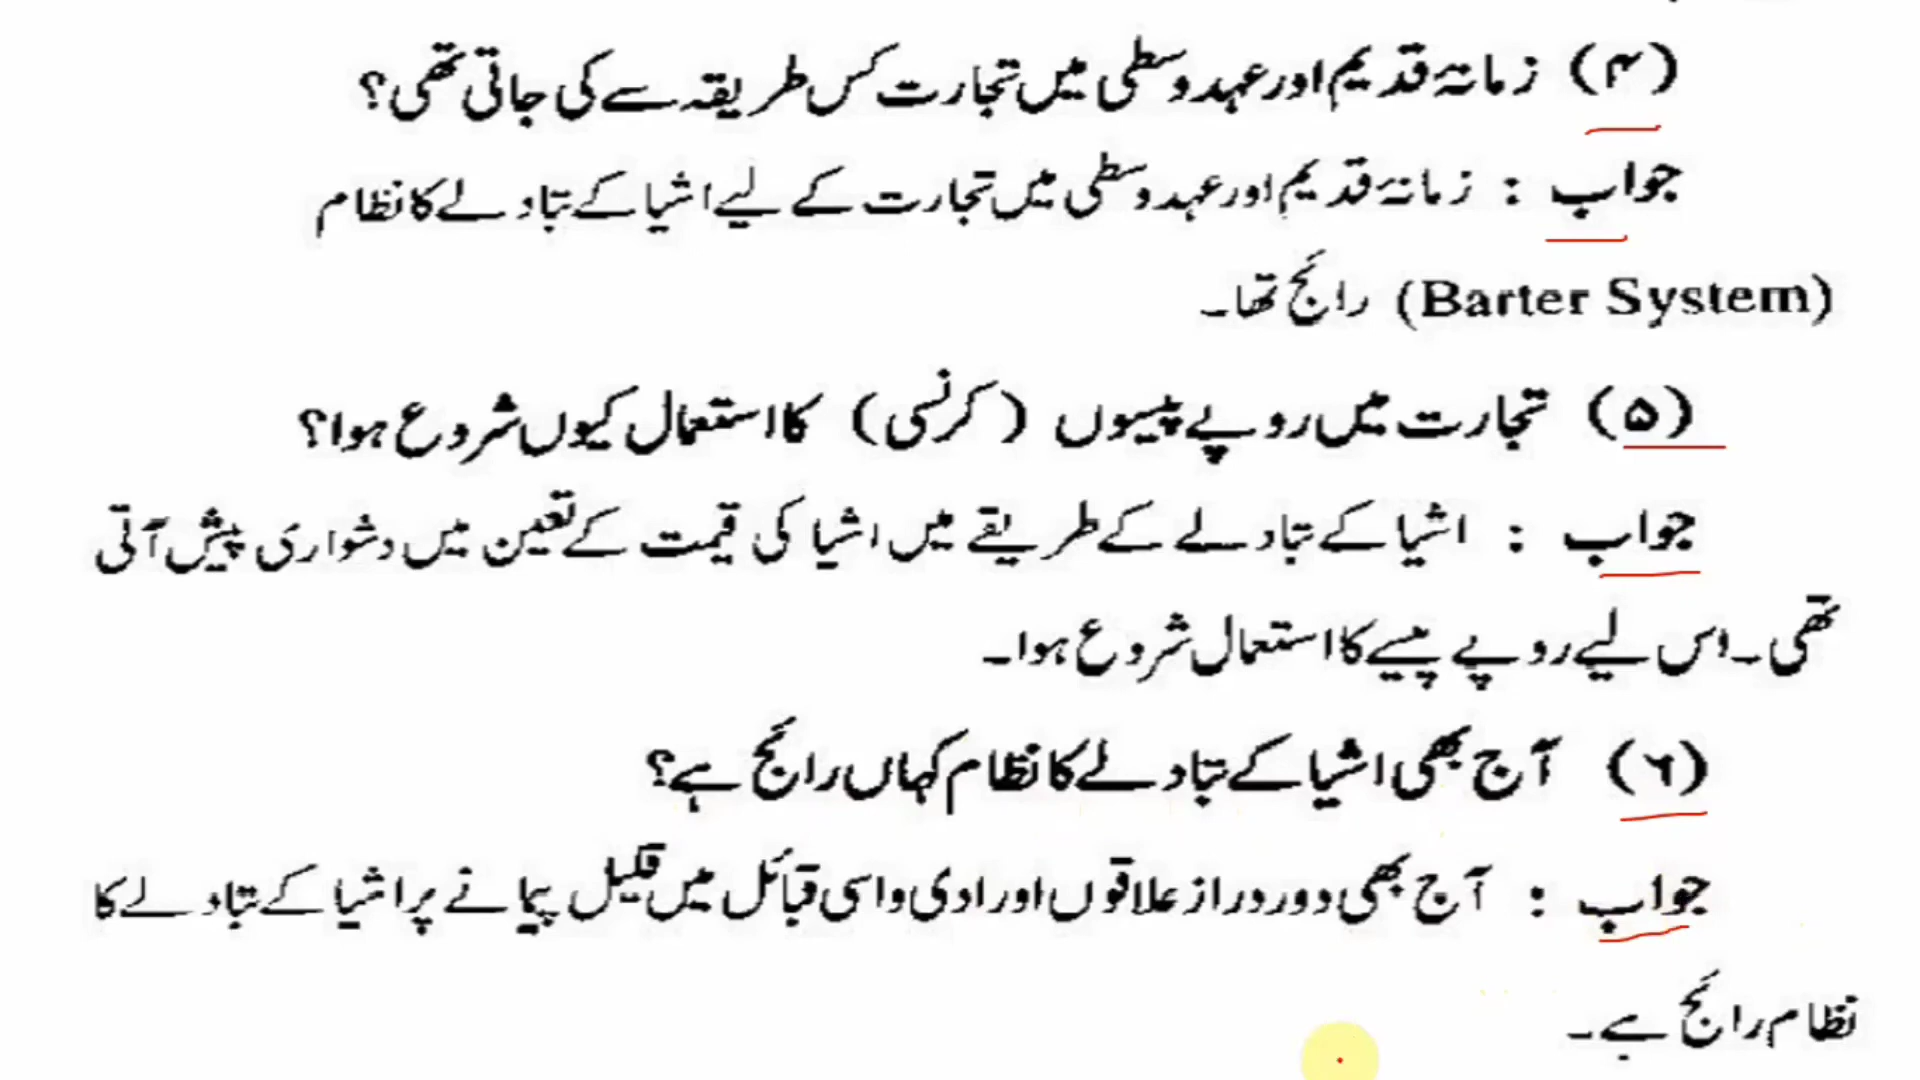 (۴) زمانۂ قدیم اور عہد وسطی میں تجارت کس طریقہ سے کی جاتی تھی؟
جواب : زمانۂ قدیم اور عہد وسطی میں تجارت کے لیے اشیا کے تبادلے کا نظام
(Barter System) رائج تھا۔
(۵) تجارت میں روپے پیسوں (کرنسی) کا استعمال کیوں شروع ہوا؟
جواب : اشیا کے تبادلے کے طریقے میں اشیا کی قیمت کے تعین میں دشواری پیش آتی
تھی۔ اس لیے روپے پیسے کا استعمال شروع ہوا۔
(۶) آج بھی اشیا کے تبادلے کا نظام کہاں رائج ہے؟
جواب : آج بھی دور دراز علاقوں اور ادی واسی قبائل میں قلیل پیمانے پر اشیا کے تبادلے کا
نظام رائج ہے۔